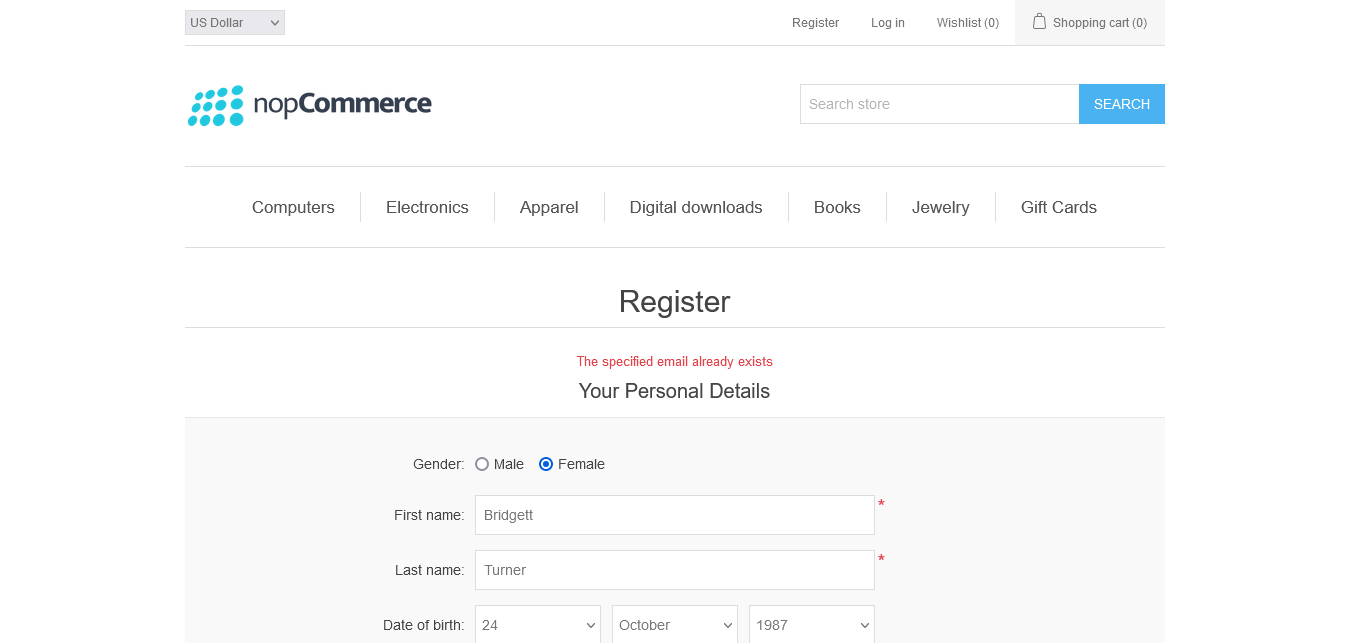 US Dollar
Register
Log in
Wishlist (0)
Shopping cart (0)
nopCommerce
Search store
SEARCH
Computers
Electronics
Apparel
Digital downloads
Books
Jewelry
Gift Cards
Register
The specified email already exists
Your Personal Details
Gender: Male Female
First name: Bridgett *
Last name: Turner *
Date of birth: 24 October 1987